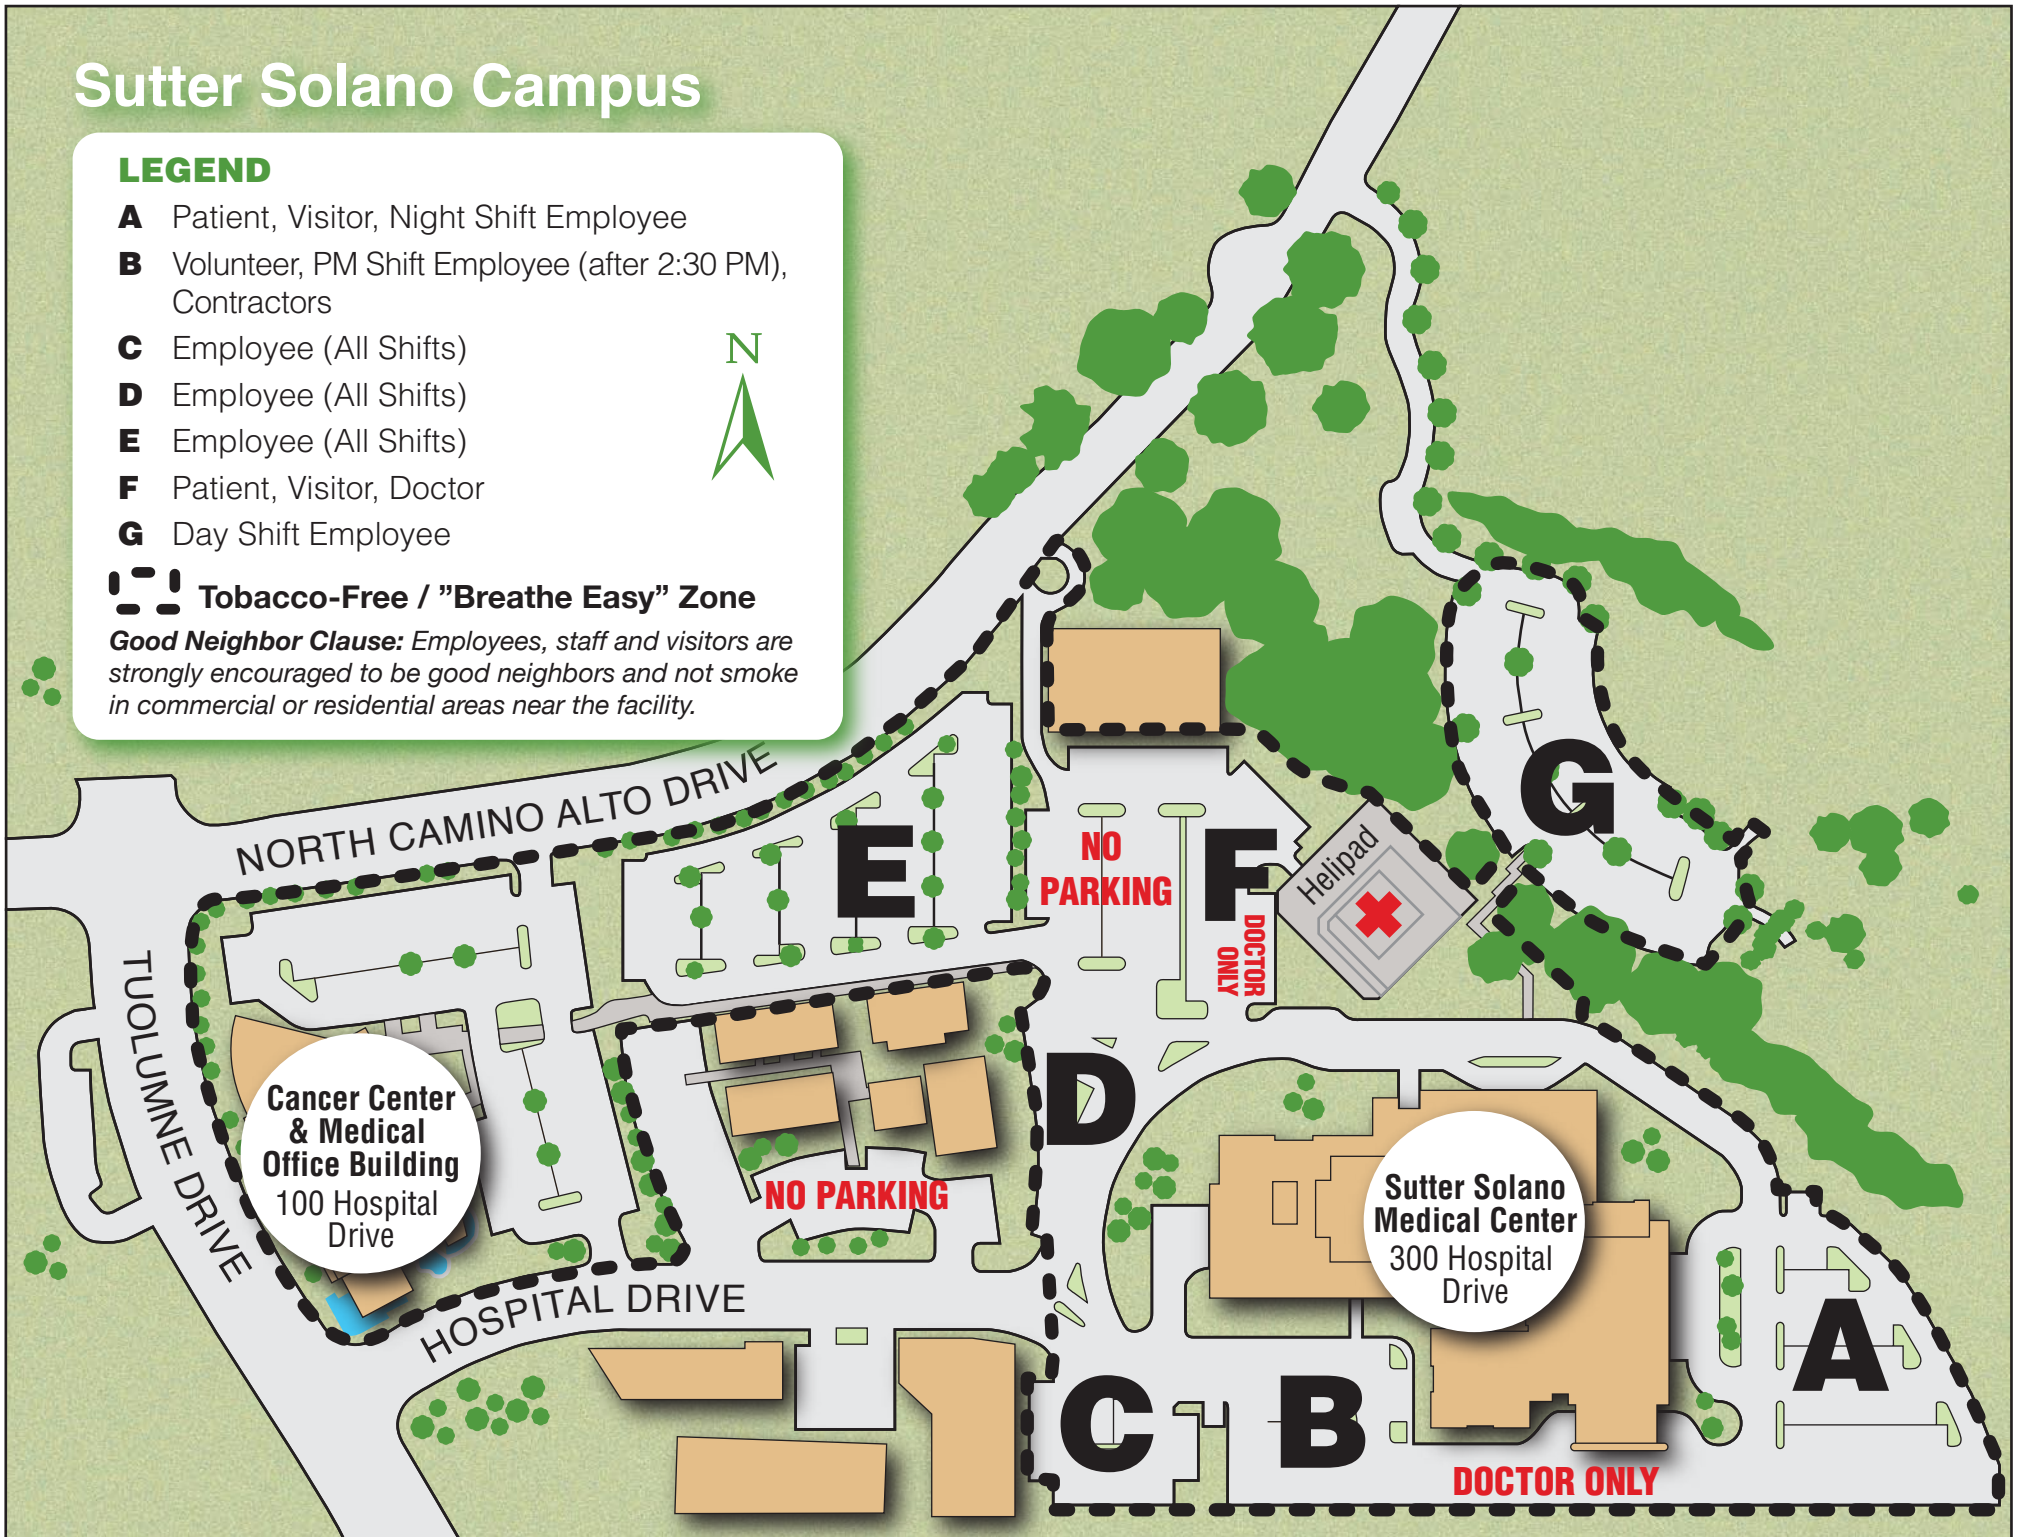 Sutter Solano Campus
LEGEND
A Patient, Visitor, Night Shift Employee
B Volunteer, PM Shift Employee (after 2:30 PM),
Contractors
C Employee (All Shifts)
D Employee (All Shifts)
E Employee (All Shifts)
F Patient, Visitor, Doctor
G Day Shift Employee
N
Tobacco-Free / ”Breathe Easy” Zone
Good Neighbor Clause: Employees, staff and visitors are
strongly encouraged to be good neighbors and not smoke
in commercial or residential areas near the facility.
NORTH CAMINO ALTO DRIVE
TUOLUMNE DRIVE
HOSPITAL DRIVE
E
NO
PARKING
F
DOCTOR
ONLY
Helipad
G
Cancer Center
& Medical
Office Building
100 Hospital
Drive
NO PARKING
D
Sutter Solano
Medical Center
300 Hospital
Drive
A
C
B
DOCTOR ONLY